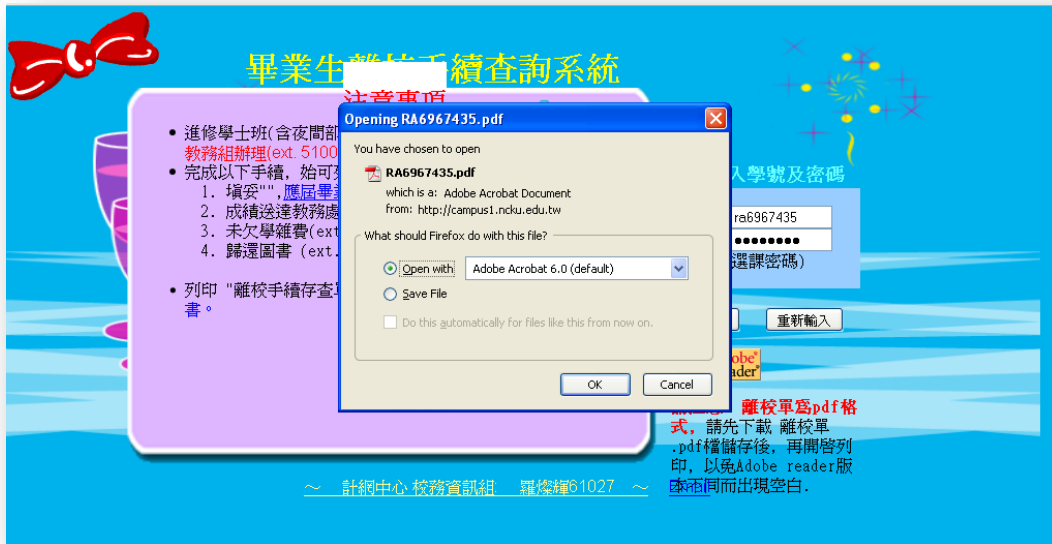 畢業生離校手續查詢系統
注意事項
進修學士班(含夜間部
教務組辦理(ext. 5100
完成以下手續, 始可
1. 填妥"",應屆畢業
2. 成績送達教務處
3. 未欠學雜費(ext
4. 歸還圖書 (ext.
列印 "離校手續存查單
書。
Opening RA6967435.pdf
You have chosen to open
RA6967435.pdf
which is a: Adobe Acrobat Document
from: http://campus1.ncku.edu.tw
What should Firefox do with this file?
Open with
Adobe Acrobat 6.0 (default)
Save File
Do this automatically for files like this from now on.
OK
Cancel
入學號及密碼
ra6967435
選課密碼)
重新輸入
離校單為pdf格
式, 請先下載 離校單
.pdf檔儲存後, 再開啓列
印, 以免Adobe reader版
本不同而出現空白.
～ 計網中心 校務資訊組 羅燦輝61027 ～